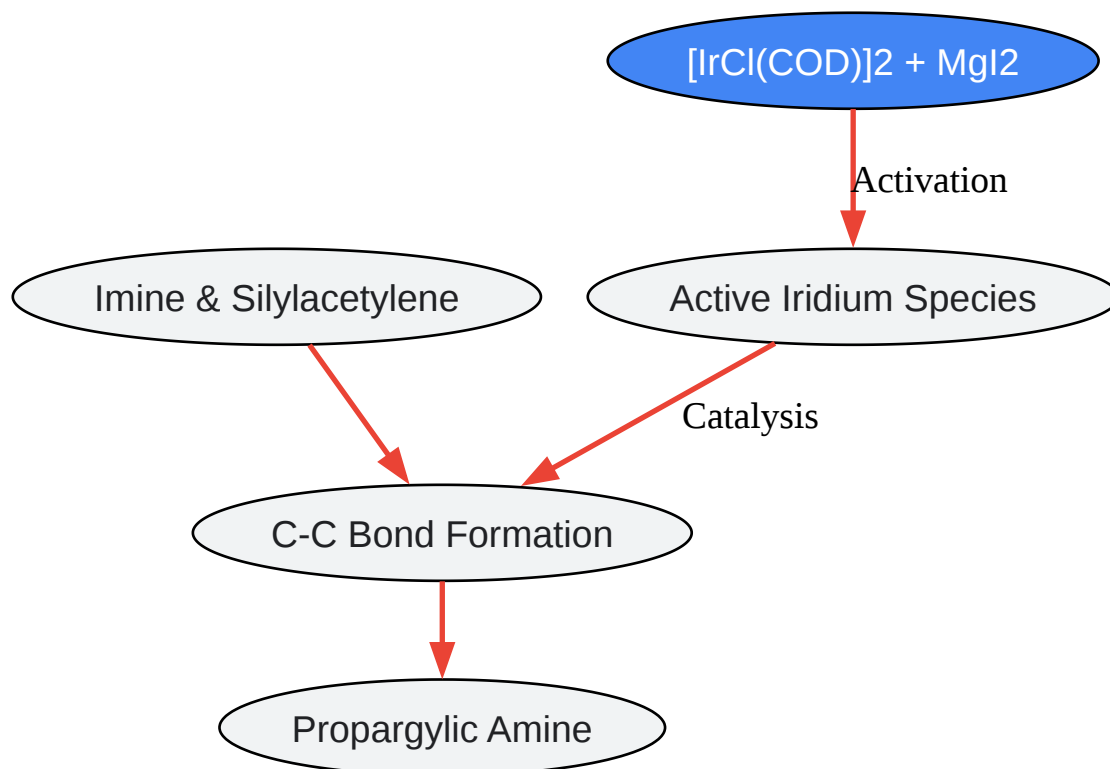 [IrCl(COD)]2 + MgI2
Activation
Imine & Silylacetylene
Active Iridium Species
Catalysis
C-C Bond Formation
Propargylic Amine